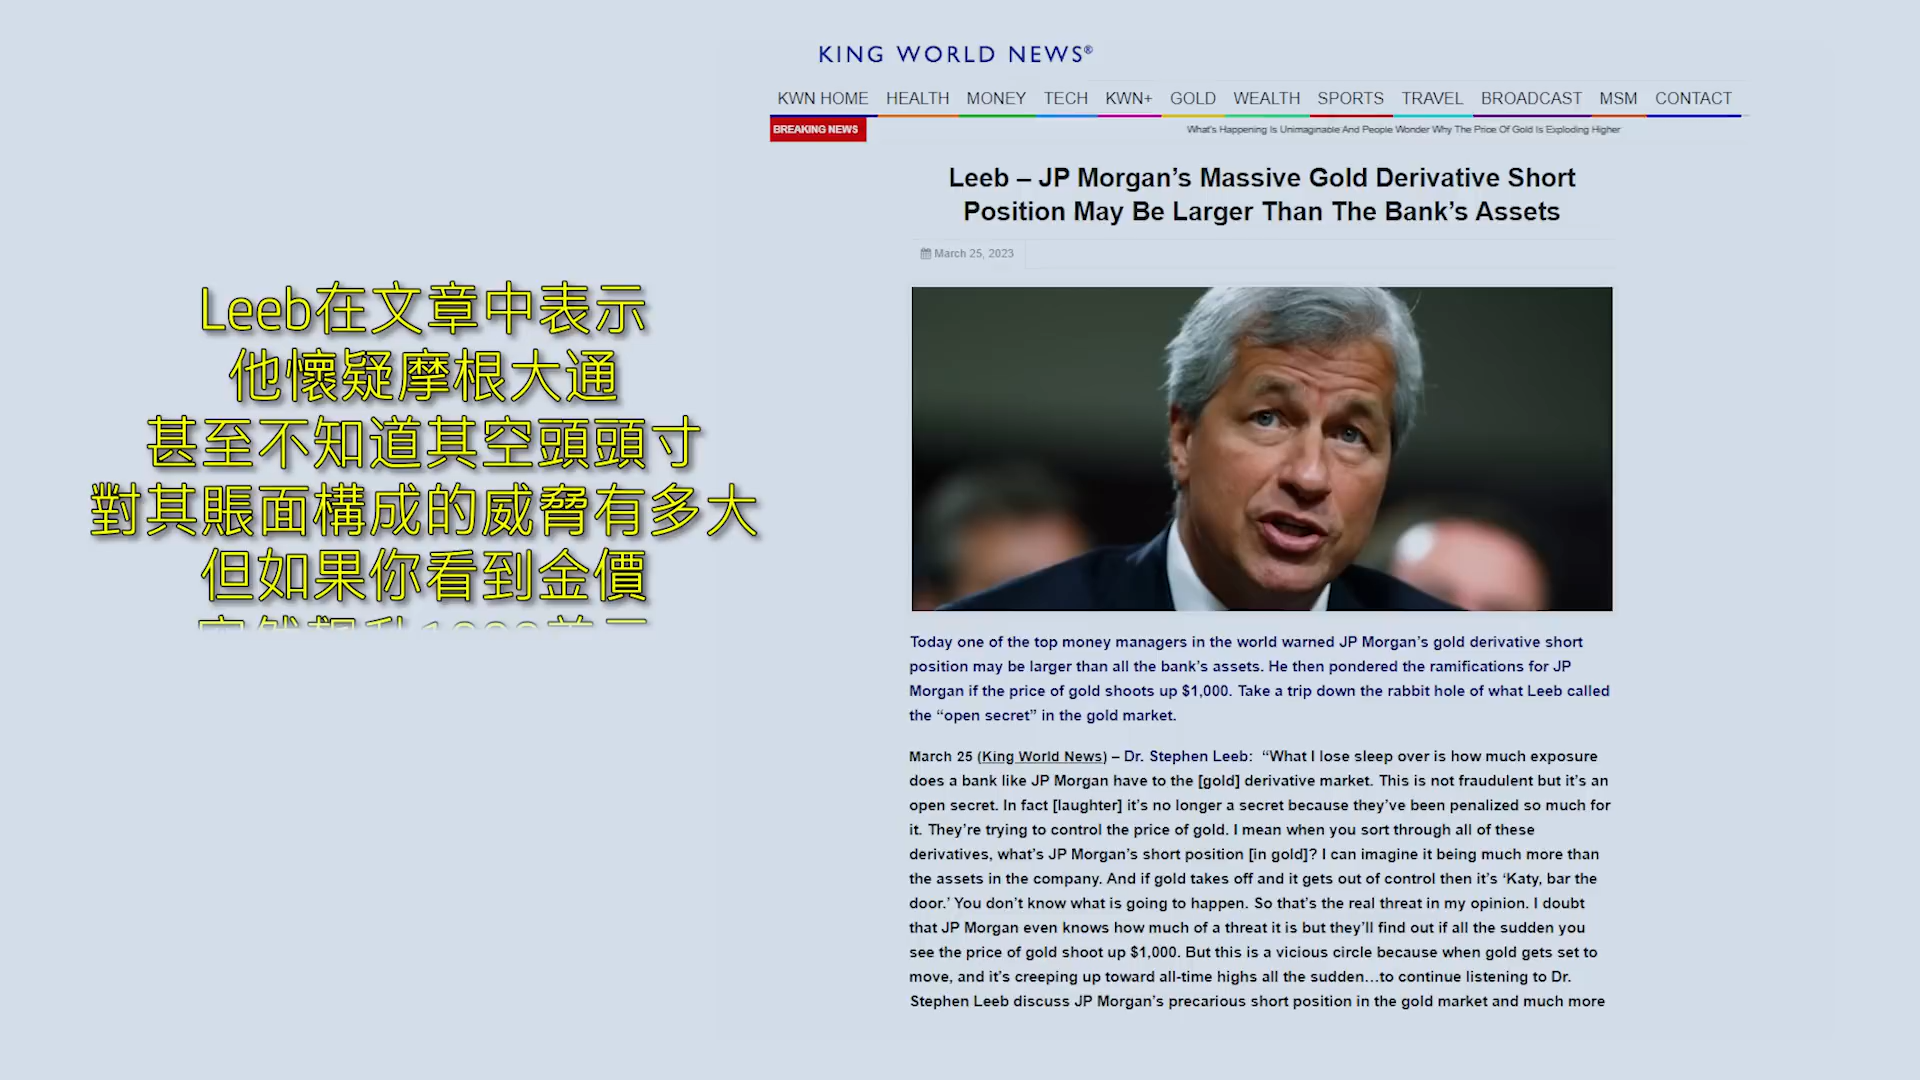 KING WORLD NEWS®
KWN HOME HEALTH MONEY TECH KWN+ GOLD WEALTH SPORTS TRAVEL BROADCAST MSM CONTACT
BREAKING NEWS What's Happening Is Unimaginable And People Wonder Why The Price Of Gold Is Exploding Higher
Leeb – JP Morgan's Massive Gold Derivative Short
Position May Be Larger Than The Bank's Assets
March 25, 2023
Leeb在文章中表示
他懷疑摩根大通
甚至不知道其空頭頭寸
對其賬面構成的威脅有多大
但如果你看到金價
Today one of the top money managers in the world warned JP Morgan's gold derivative short
position may be larger than all the bank's assets. He then pondered the ramifications for JP
Morgan if the price of gold shoots up $1,000. Take a trip down the rabbit hole of what Leeb called
the “open secret” in the gold market.
March 25 (King World News) – Dr. Stephen Leeb: “What I lose sleep over is how much exposure
does a bank like JP Morgan have to the [gold] derivative market. This is not fraudulent but it's an
open secret. In fact [laughter] it's no longer a secret because they've been penalized so much for
it. They're trying to control the price of gold. I mean when you sort through all of these
derivatives, what's JP Morgan's short position [in gold]? I can imagine it being much more than
the assets in the company. And if gold takes off and it gets out of control then it's ‘Katy, bar the
door.’ You don't know what is going to happen. So that's the real threat in my opinion. I doubt
that JP Morgan even knows how much of a threat it is but they'll find out if all the sudden you
see the price of gold shoot up $1,000. But this is a vicious circle because when gold gets set to
move, and it's creeping up toward all-time highs all the sudden…to continue listening to Dr.
Stephen Leeb discuss JP Morgan's precarious short position in the gold market and much more